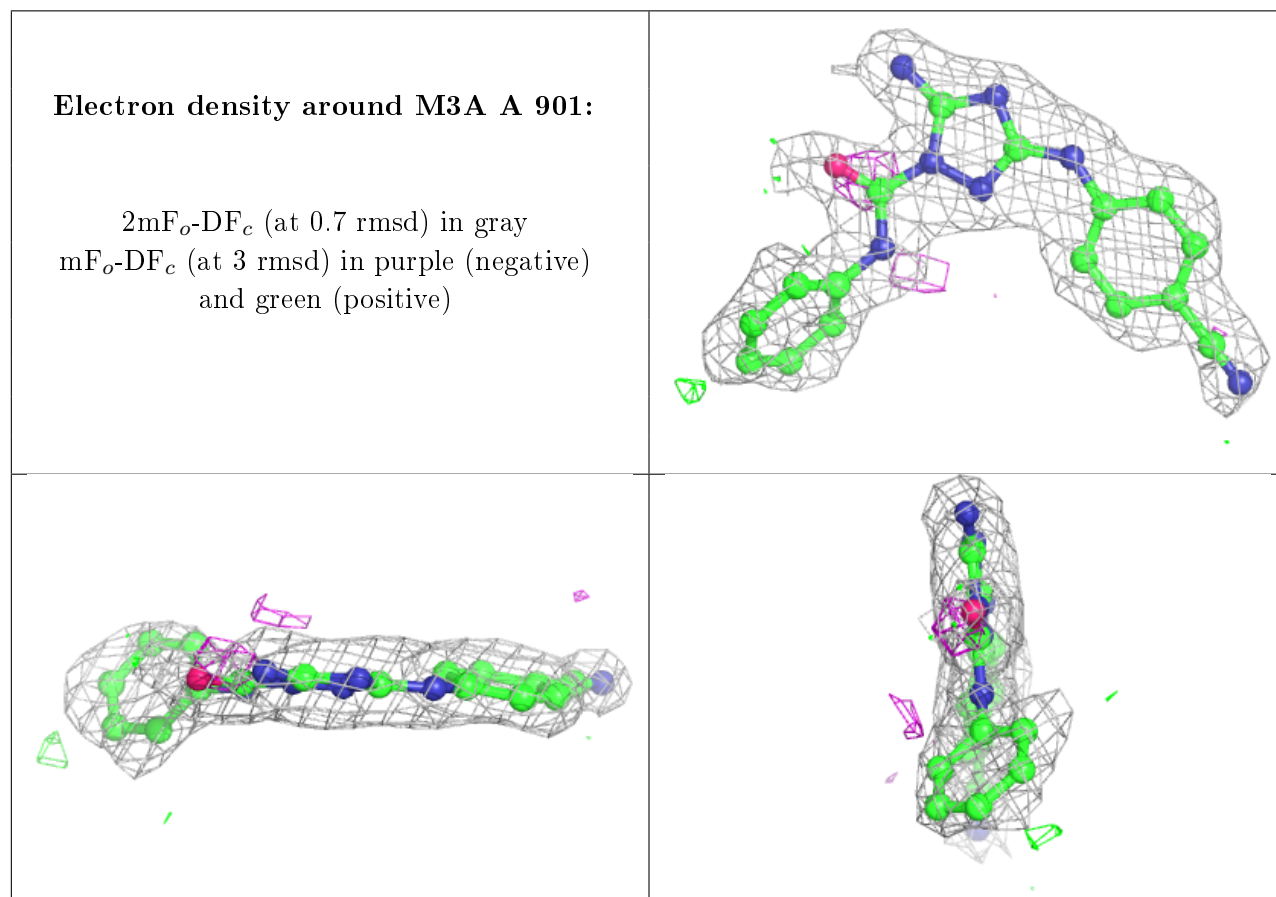 Electron density around M3A A 901:
2mFo-DFc (at 0.7 rmsd) in gray
mFo-DFc (at 3 rmsd) in purple (negative)
and green (positive)